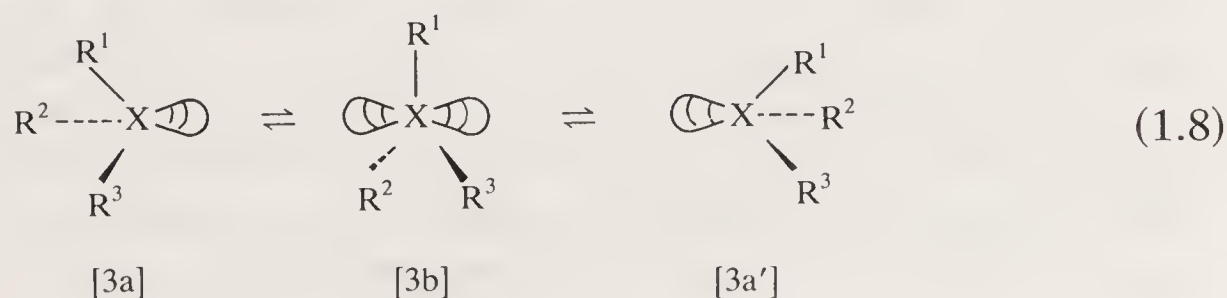 R¹ R¹ R¹
R² X ⇌ X ⇌ X R² (1.8)
R³ R² R³ R³
[3a] [3b] [3a′]